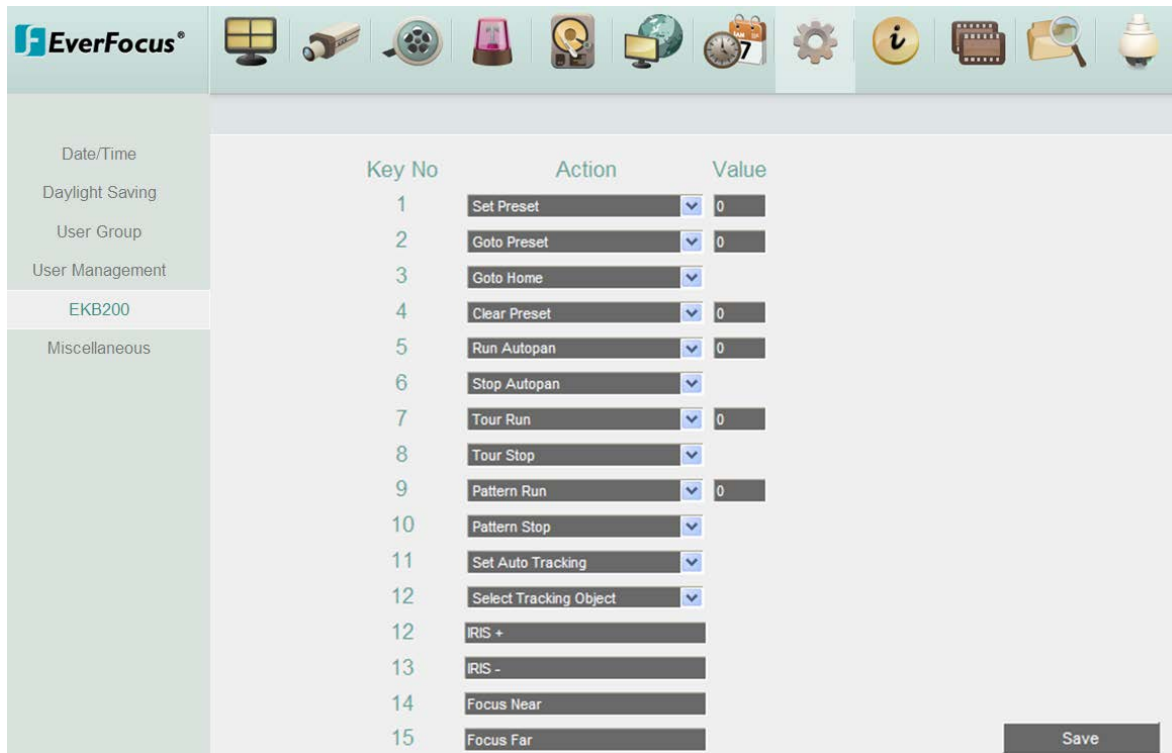 EverFocus®
7
i
Date/Time
Daylight Saving
User Group
User Management
EKB200
Miscellaneous
Key No Action Value
1 Set Preset 0
2 Goto Preset 0
3 Goto Home
4 Clear Preset 0
5 Run Autopan 0
6 Stop Autopan
7 Tour Run 0
8 Tour Stop
9 Pattern Run 0
10 Pattern Stop
11 Set Auto Tracking
12 Select Tracking Object
12 IRIS +
13 IRIS -
14 Focus Near
15 Focus Far
Save